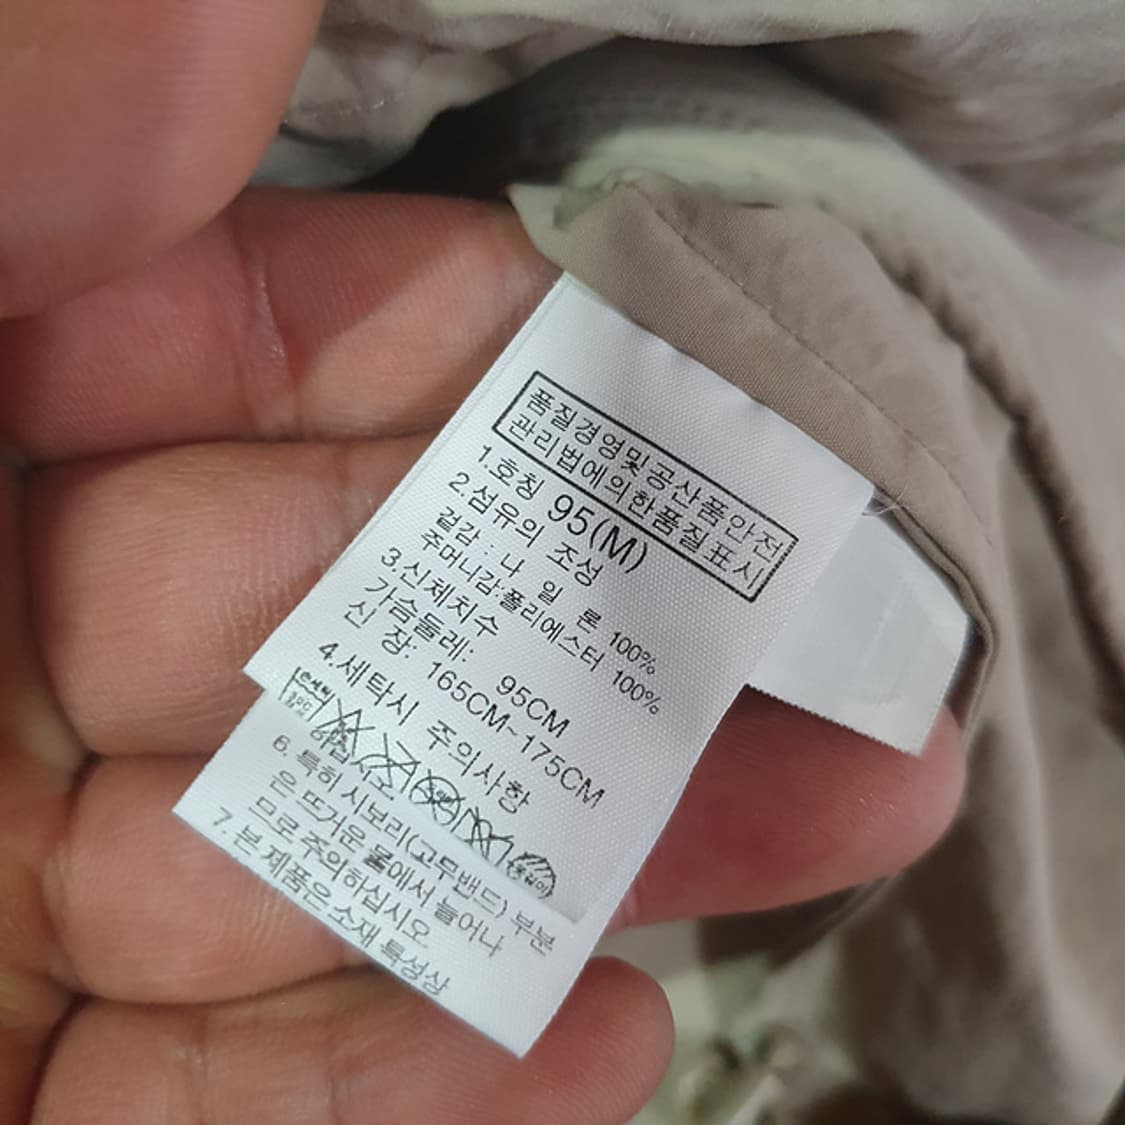 품질경영및공산품안전
관리법에의한품질표시
1.호칭 95(M)
2.섬유의 조성
겉감 : 나 일 론 100%
주머니감:폴리에스터 100%
3.신체치수
가슴둘레: 95CM
신 장: 165CM~175CM
4.세탁시 주의사항
6. 특히 시보리(고무밴드) 부분
은 뜨거운 물에서 늘어나
므로 주의하십시오
7. 본 제품은 소재 특성상